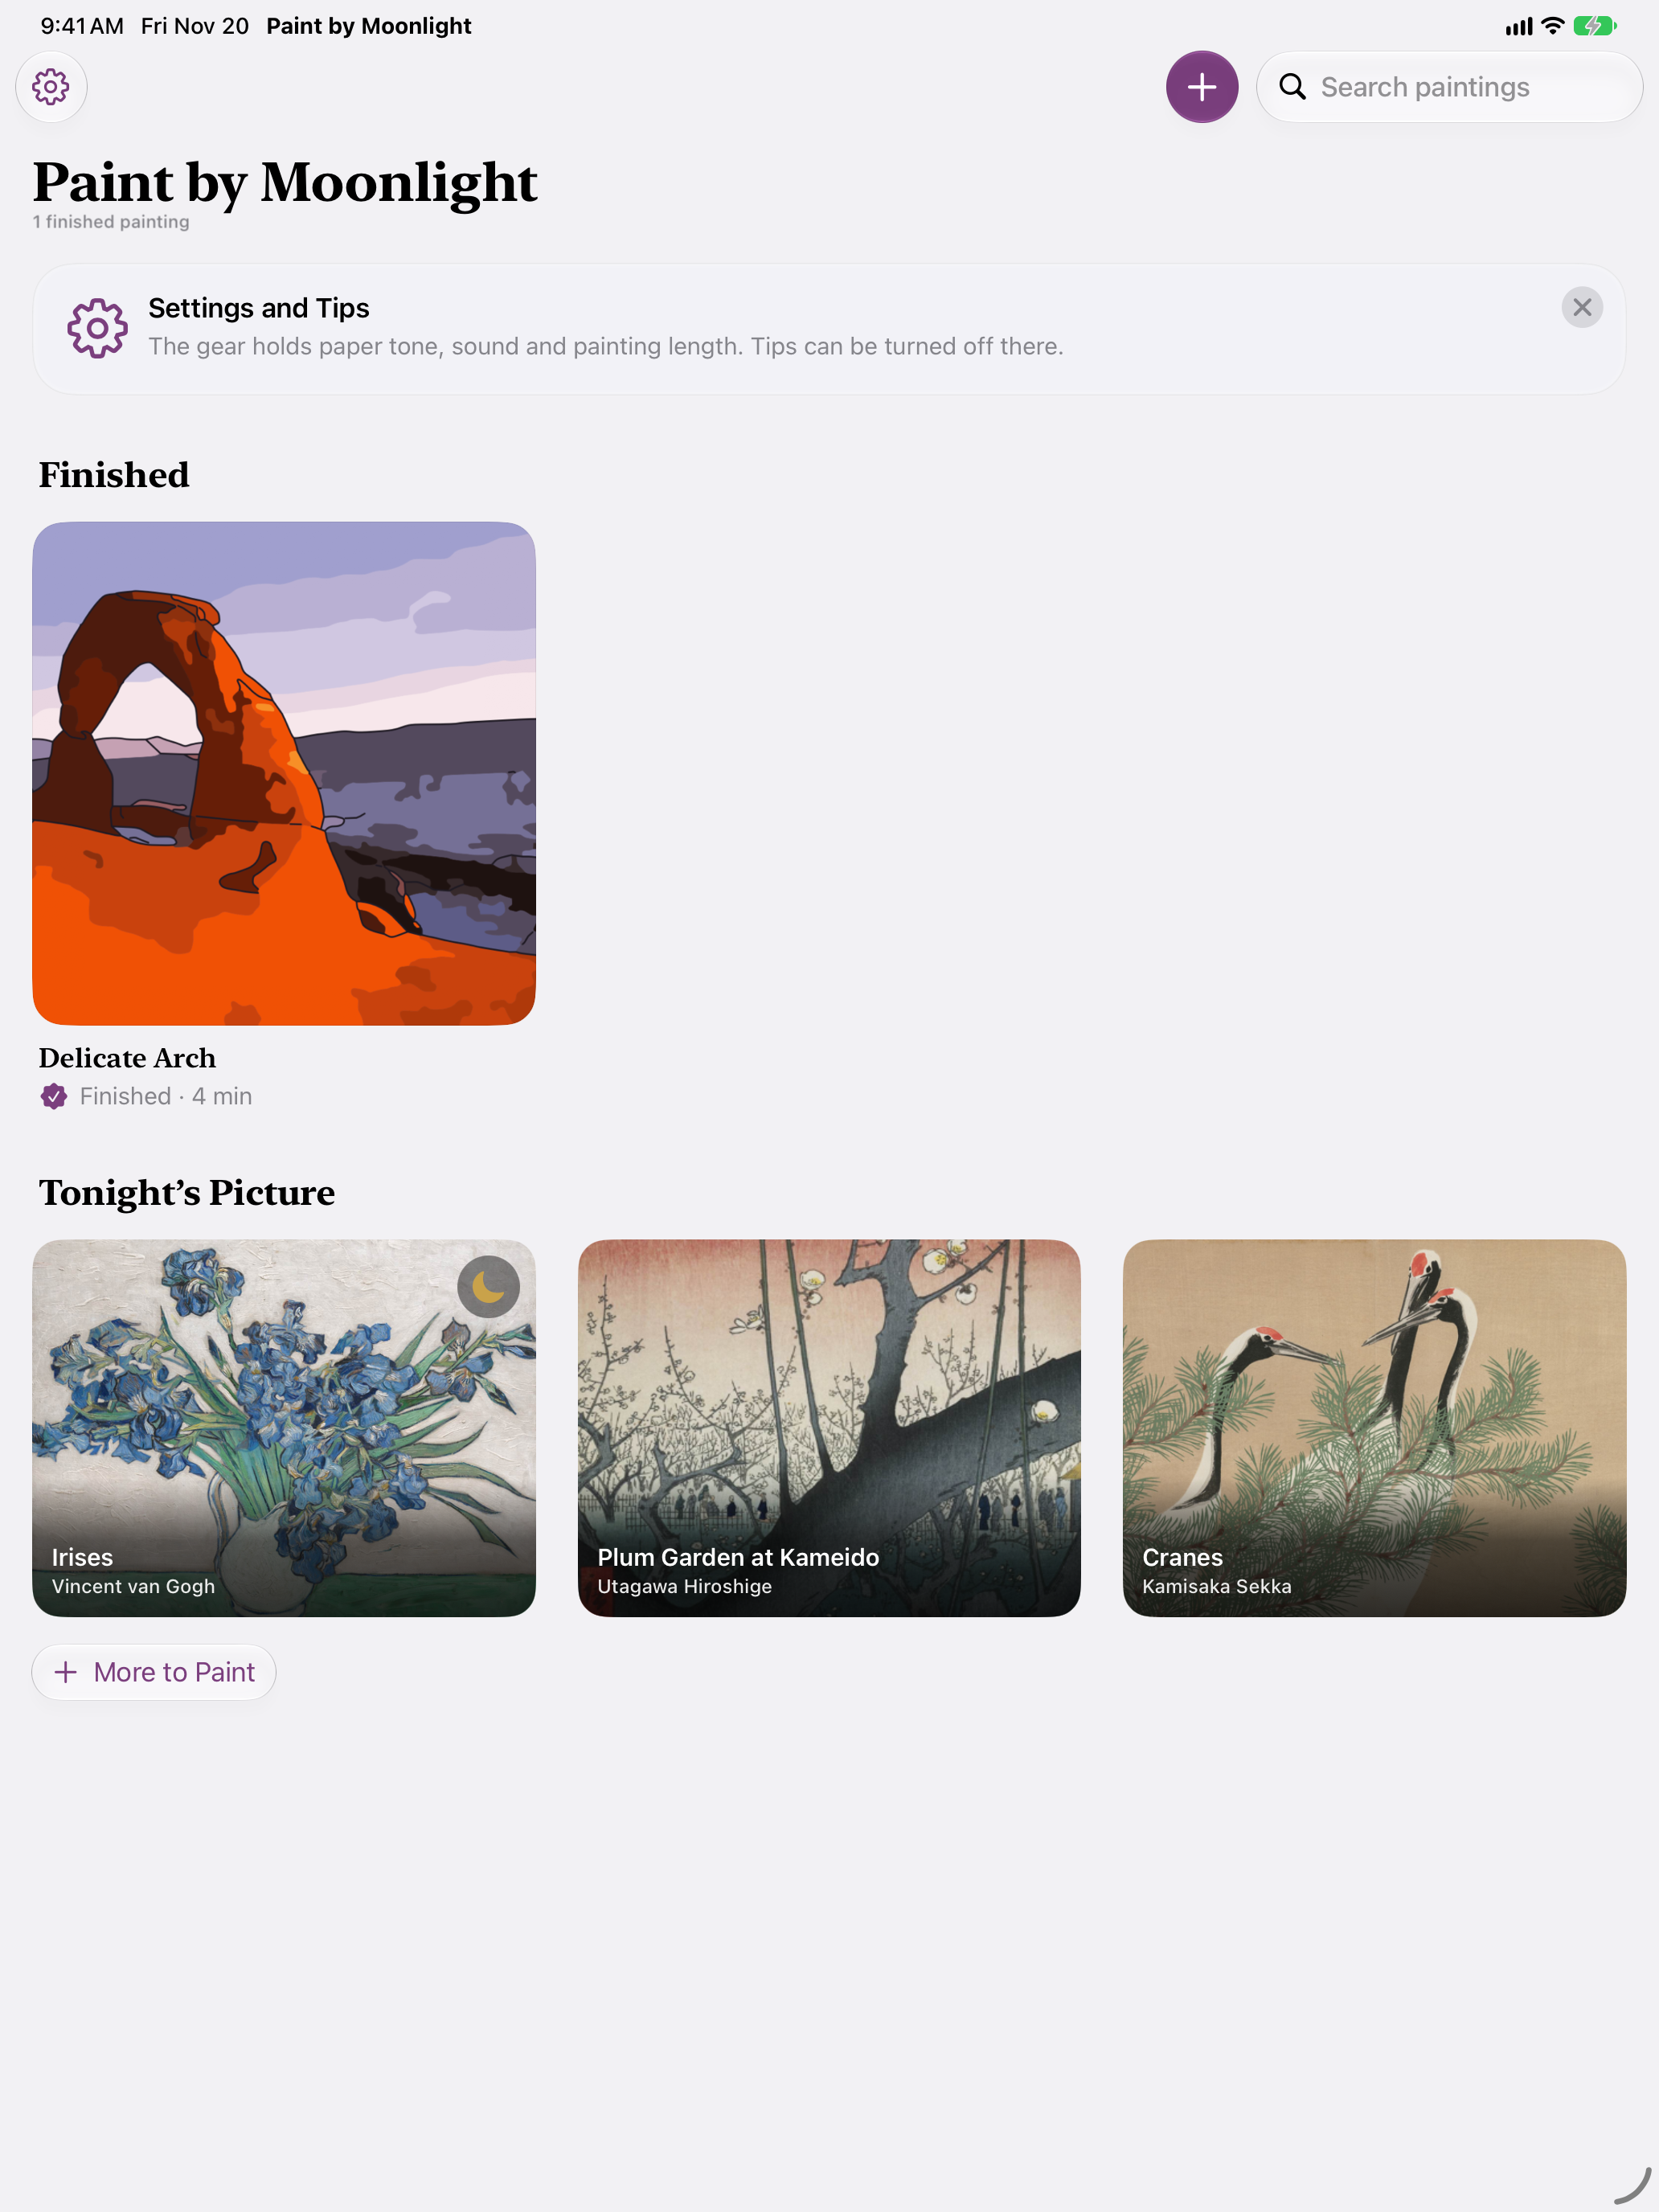 9:41 AM Fri Nov 20 Paint by Moonlight
Search paintings
Paint by Moonlight
1 finished painting
Settings and Tips
The gear holds paper tone, sound and painting length. Tips can be turned off there.
Finished
Delicate Arch
Finished · 4 min
Tonight’s Picture
Irises
Vincent van Gogh
Plum Garden at Kameido
Utagawa Hiroshige
Cranes
Kamisaka Sekka
More to Paint